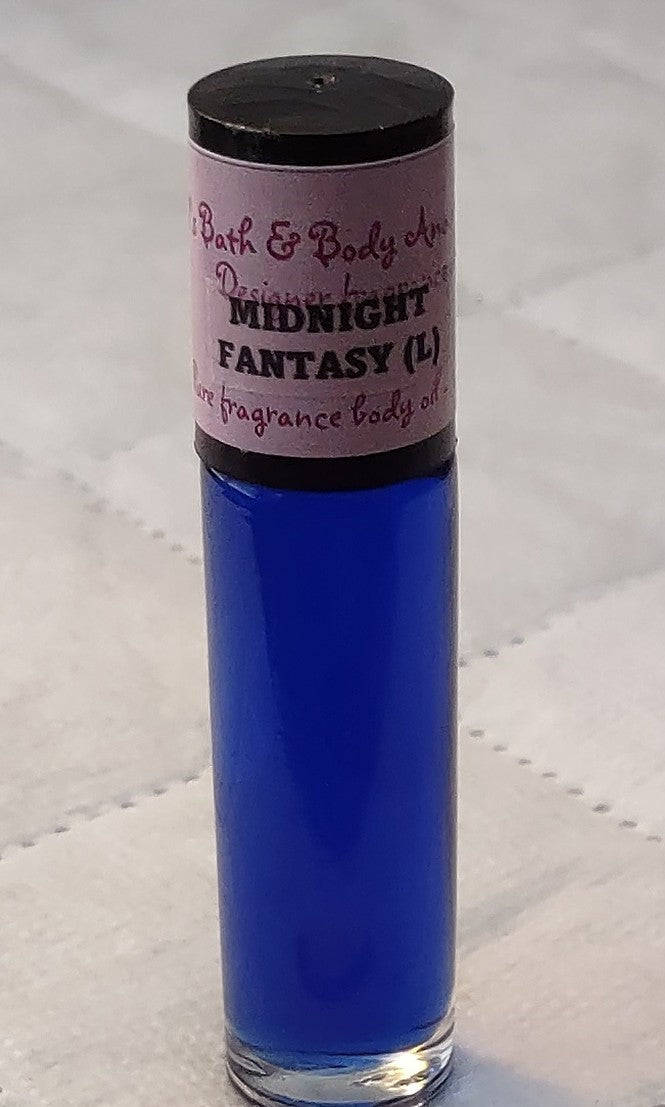 Bath & Body
Designer
MIDNIGHT
FANTASY (L)
fragrance body oil